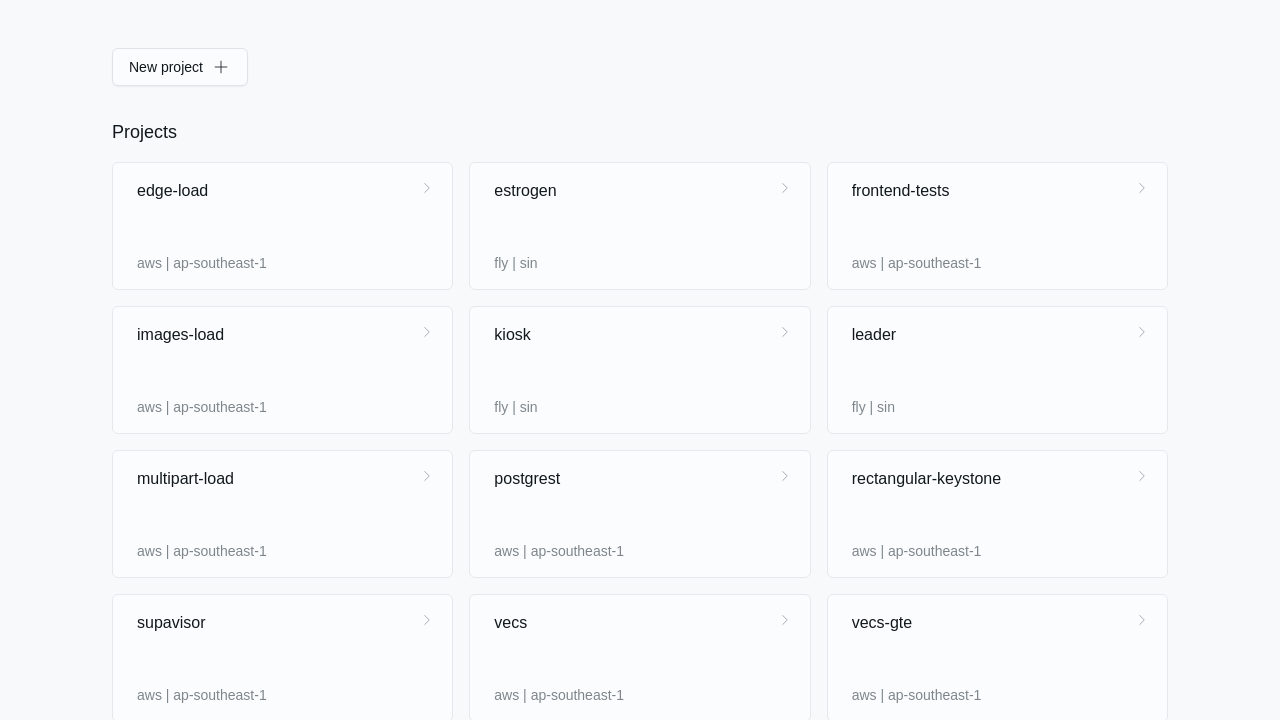 New project
Projects
edge-load
aws | ap-southeast-1
estrogen
fly | sin
frontend-tests
aws | ap-southeast-1
images-load
aws | ap-southeast-1
kiosk
fly | sin
leader
fly | sin
multipart-load
aws | ap-southeast-1
postgrest
aws | ap-southeast-1
rectangular-keystone
aws | ap-southeast-1
supavisor
aws | ap-southeast-1
vecs
aws | ap-southeast-1
vecs-gte
aws | ap-southeast-1